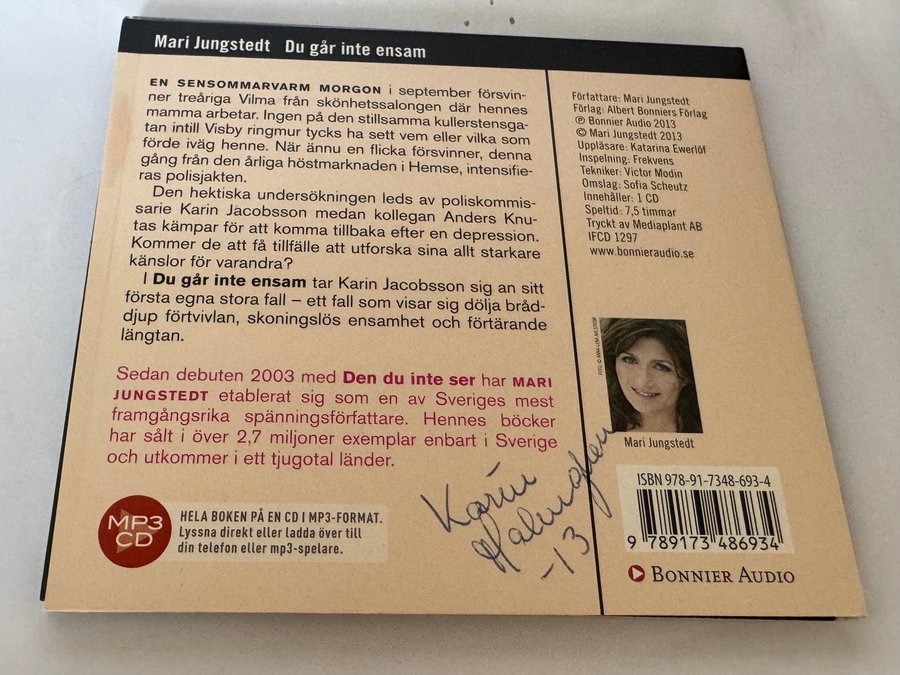 Mari Jungstedt Du går inte ensam
EN SENSOMMARVARM MORGON i september försvin-
ner treåriga Vilma från skönhetssalongen där hennes
mamma arbetar. Ingen på den stillsamma kullerstensga-
tan intill Visby ringmur tycks ha sett vem eller vilka som
förde iväg henne. När ännu en flicka försvinner, denna
gång från den årliga höstmarknaden i Hemse, intensifie-
ras polisjakten.
Den hektiska undersökningen leds av poliskommis-
sarie Karin Jacobsson medan kollegan Anders Knu-
tas kämpar för att komma tillbaka efter en depression.
Kommer de att få tillfälle att utforska sina allt starkare
känslor för varandra?
I Du går inte ensam tar Karin Jacobsson sig an sitt
första egna stora fall – ett fall som visar sig dölja bråd-
djup förtvivlan, skoningslös ensamhet och förtärande
längtan.
Sedan debuten 2003 med Den du inte ser har MARI
JUNGSTEDT etablerat sig som en av Sveriges mest
framgångsrika spänningsförfattare. Hennes böcker
har sålt i över 2,7 miljoner exemplar enbart i Sverige
och utkommer i ett tjugotal länder.
MP3
CD
HELA BOKEN PÅ EN CD I MP3-FORMAT.
Lyssna direkt eller ladda över till
din telefon eller mp3-spelare.
Karin
-13
Författare: Mari Jungstedt
Förlag: Albert Bonniers Förlag
℗ Bonnier Audio 2013
© Mari Jungstedt 2013
Uppläsare: Katarina Ewerlöf
Inspelning: Frekvens
Tekniker: Victor Modin
Omslag: Sofia Scheutz
Innehåller: 1 CD
Speltid: 7,5 timmar
Tryckt av Mediaplant AB
IFCD 1297
www.bonnieraudio.se
Mari Jungstedt
ISBN 978-91-7348-693-4
9 789173 486934
BONNIER AUDIO